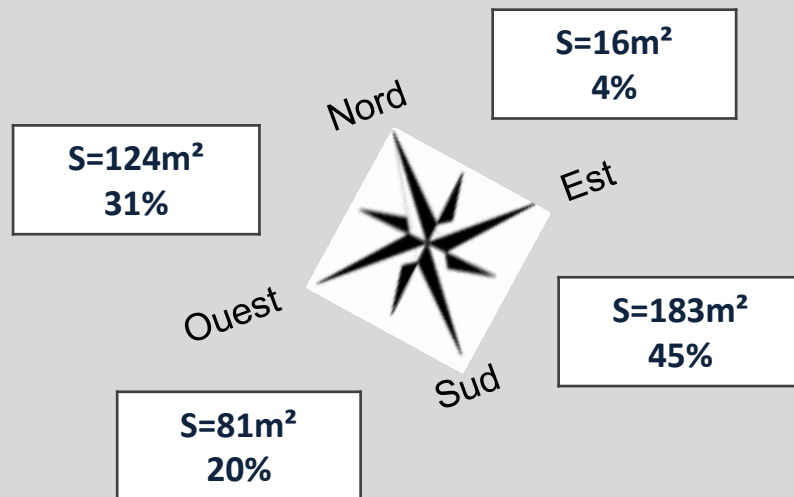 S=16m²
4%
Nord
S=124m²
31%
Est
Ouest
S=183m²
45%
Sud
S=81m²
20%